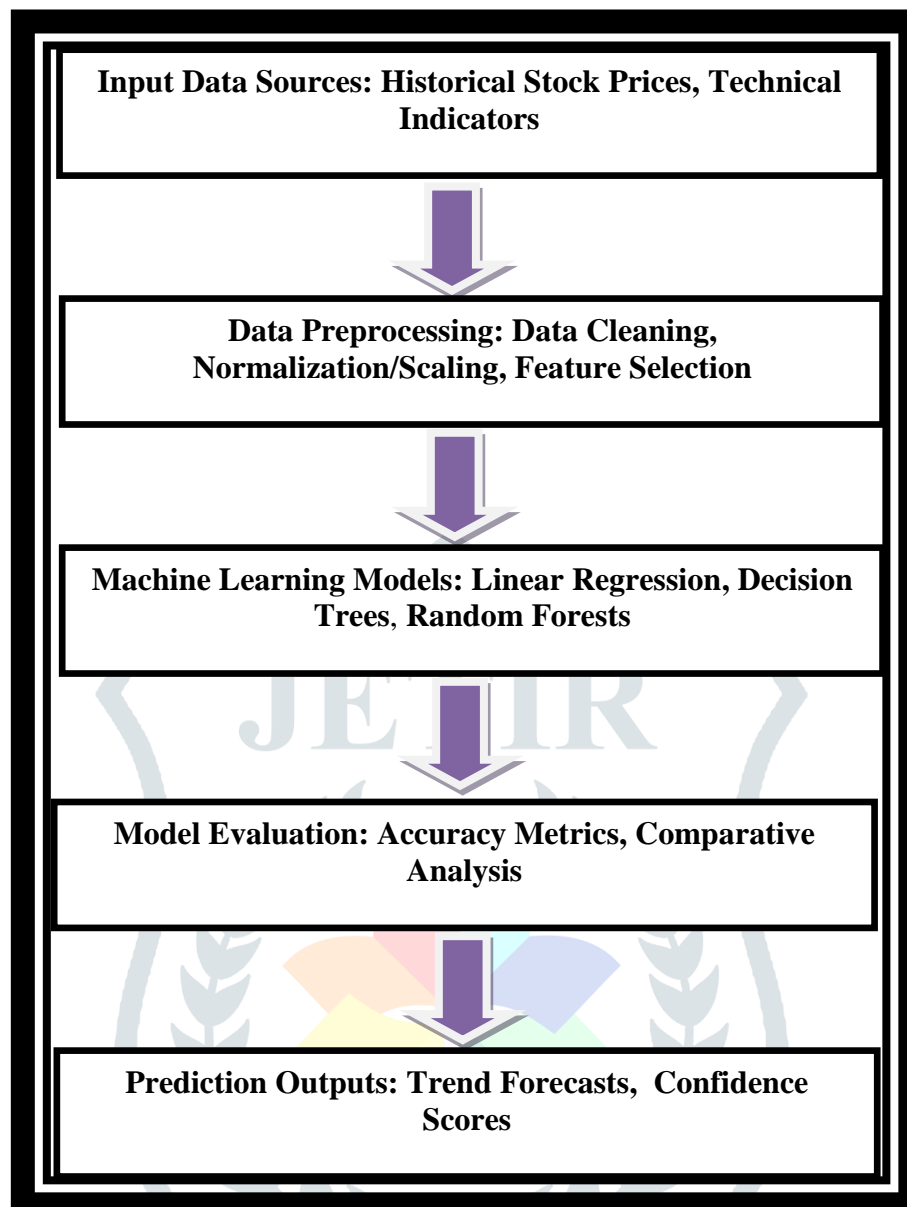 Input Data Sources: Historical Stock Prices, Technical
Indicators
Data Preprocessing: Data Cleaning,
Normalization/Scaling, Feature Selection
Machine Learning Models: Linear Regression, Decision
Trees, Random Forests
JETIR
Model Evaluation: Accuracy Metrics, Comparative
Analysis
Prediction Outputs: Trend Forecasts, Confidence
Scores